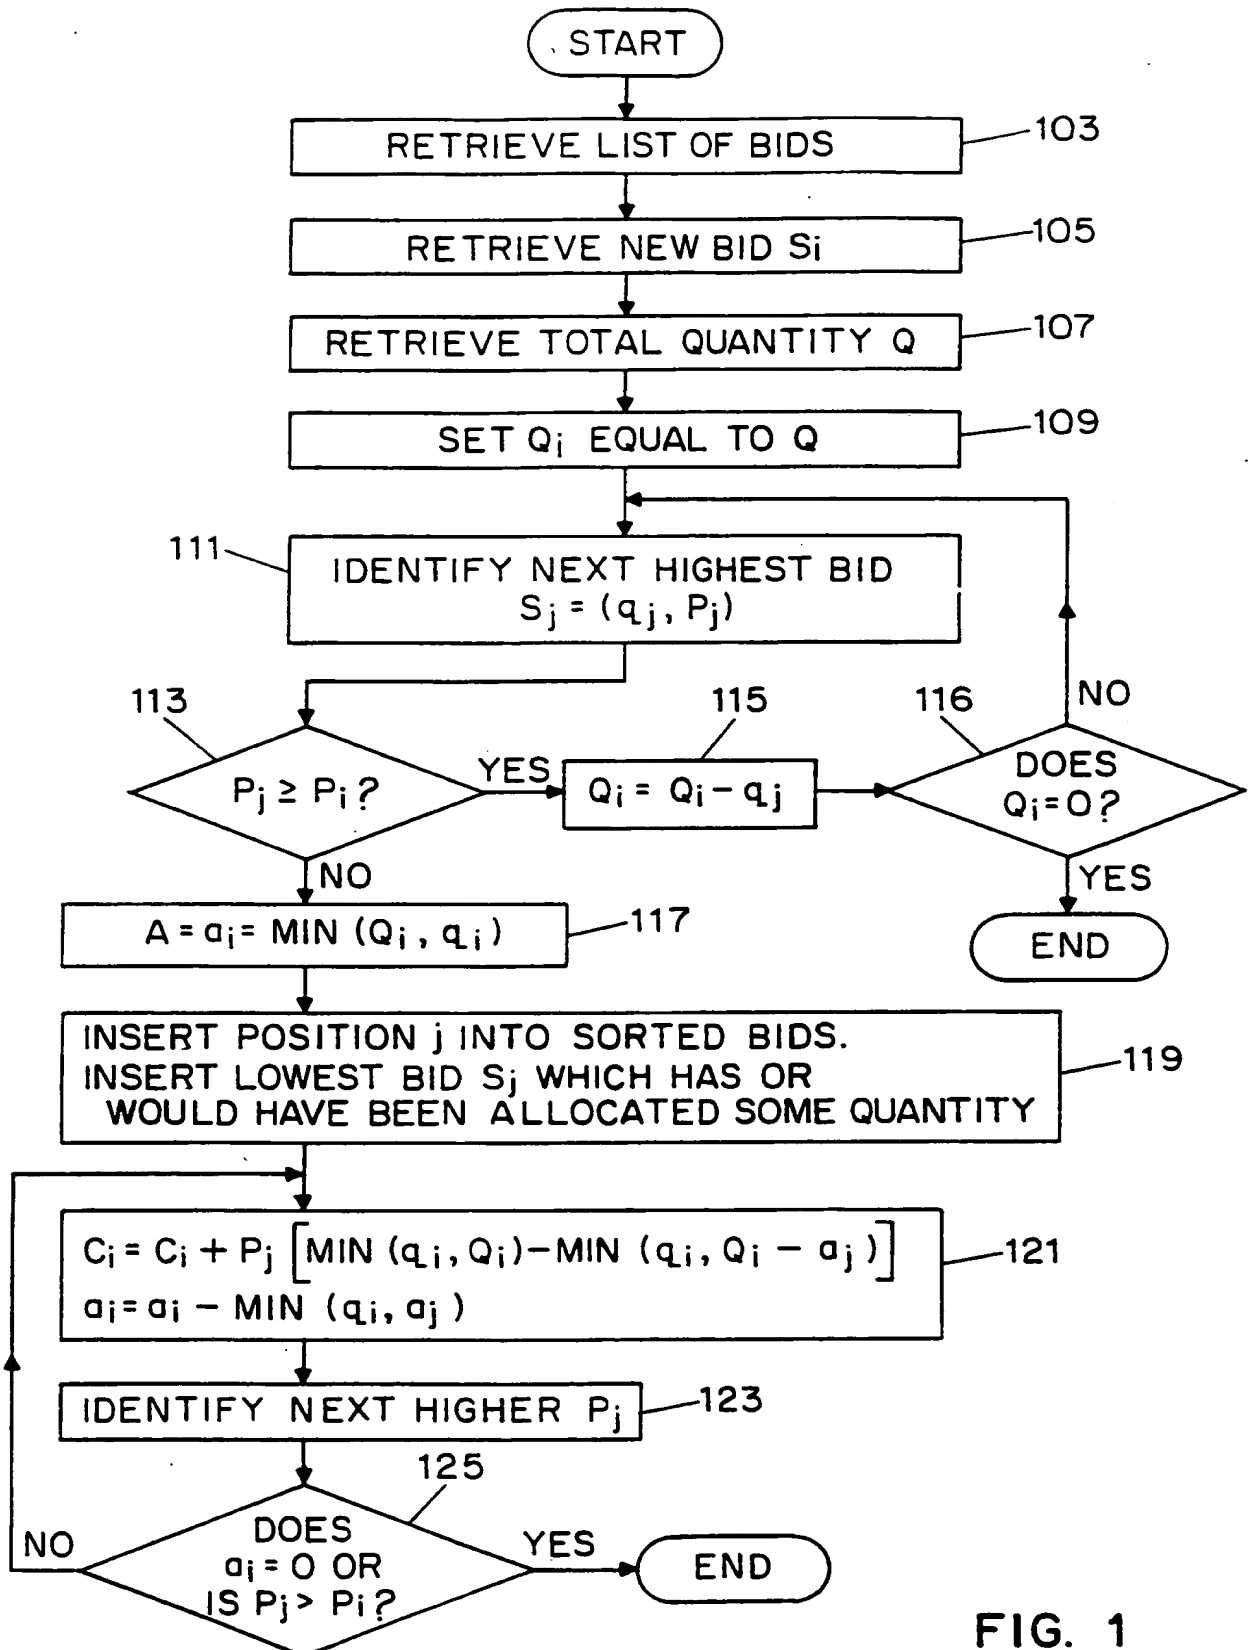 START
RETRIEVE LIST OF BIDS
103
RETRIEVE NEW BID Si
105
RETRIEVE TOTAL QUANTITY Q
107
SET Qi EQUAL TO Q
109
111
IDENTIFY NEXT HIGHEST BID
Sj = (qj, Pj)
113
Pj ≥ Pi?
YES
115
Qi = Qi - qj
116
DOES
Qi=0?
NO
YES
END
NO
A = ai = MIN (Qi, qi)
117
INSERT POSITION j INTO SORTED BIDS.
INSERT LOWEST BID Sj WHICH HAS OR
WOULD HAVE BEEN ALLOCATED SOME QUANTITY
119
Ci = Ci + Pj [MIN (qi, Qi) - MIN (qi, Qi - aj)]
ai = ai - MIN (qi, aj)
121
IDENTIFY NEXT HIGHER Pj
123
125
DOES
ai = 0 OR
IS Pj > Pi?
NO
YES
END
FIG. 1